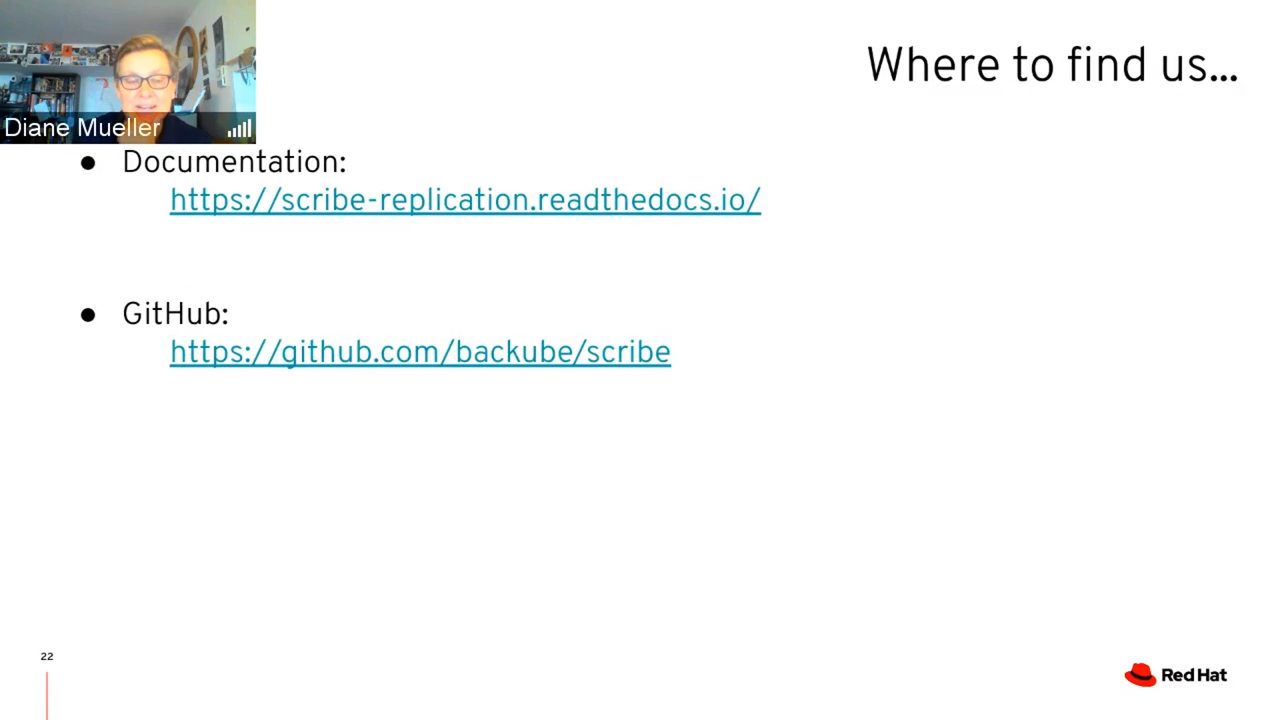 Where to find us...
Diane Mueller
● Documentation:
https://scribe-replication.readthedocs.io/
● GitHub:
https://github.com/backube/scribe
22
Red Hat